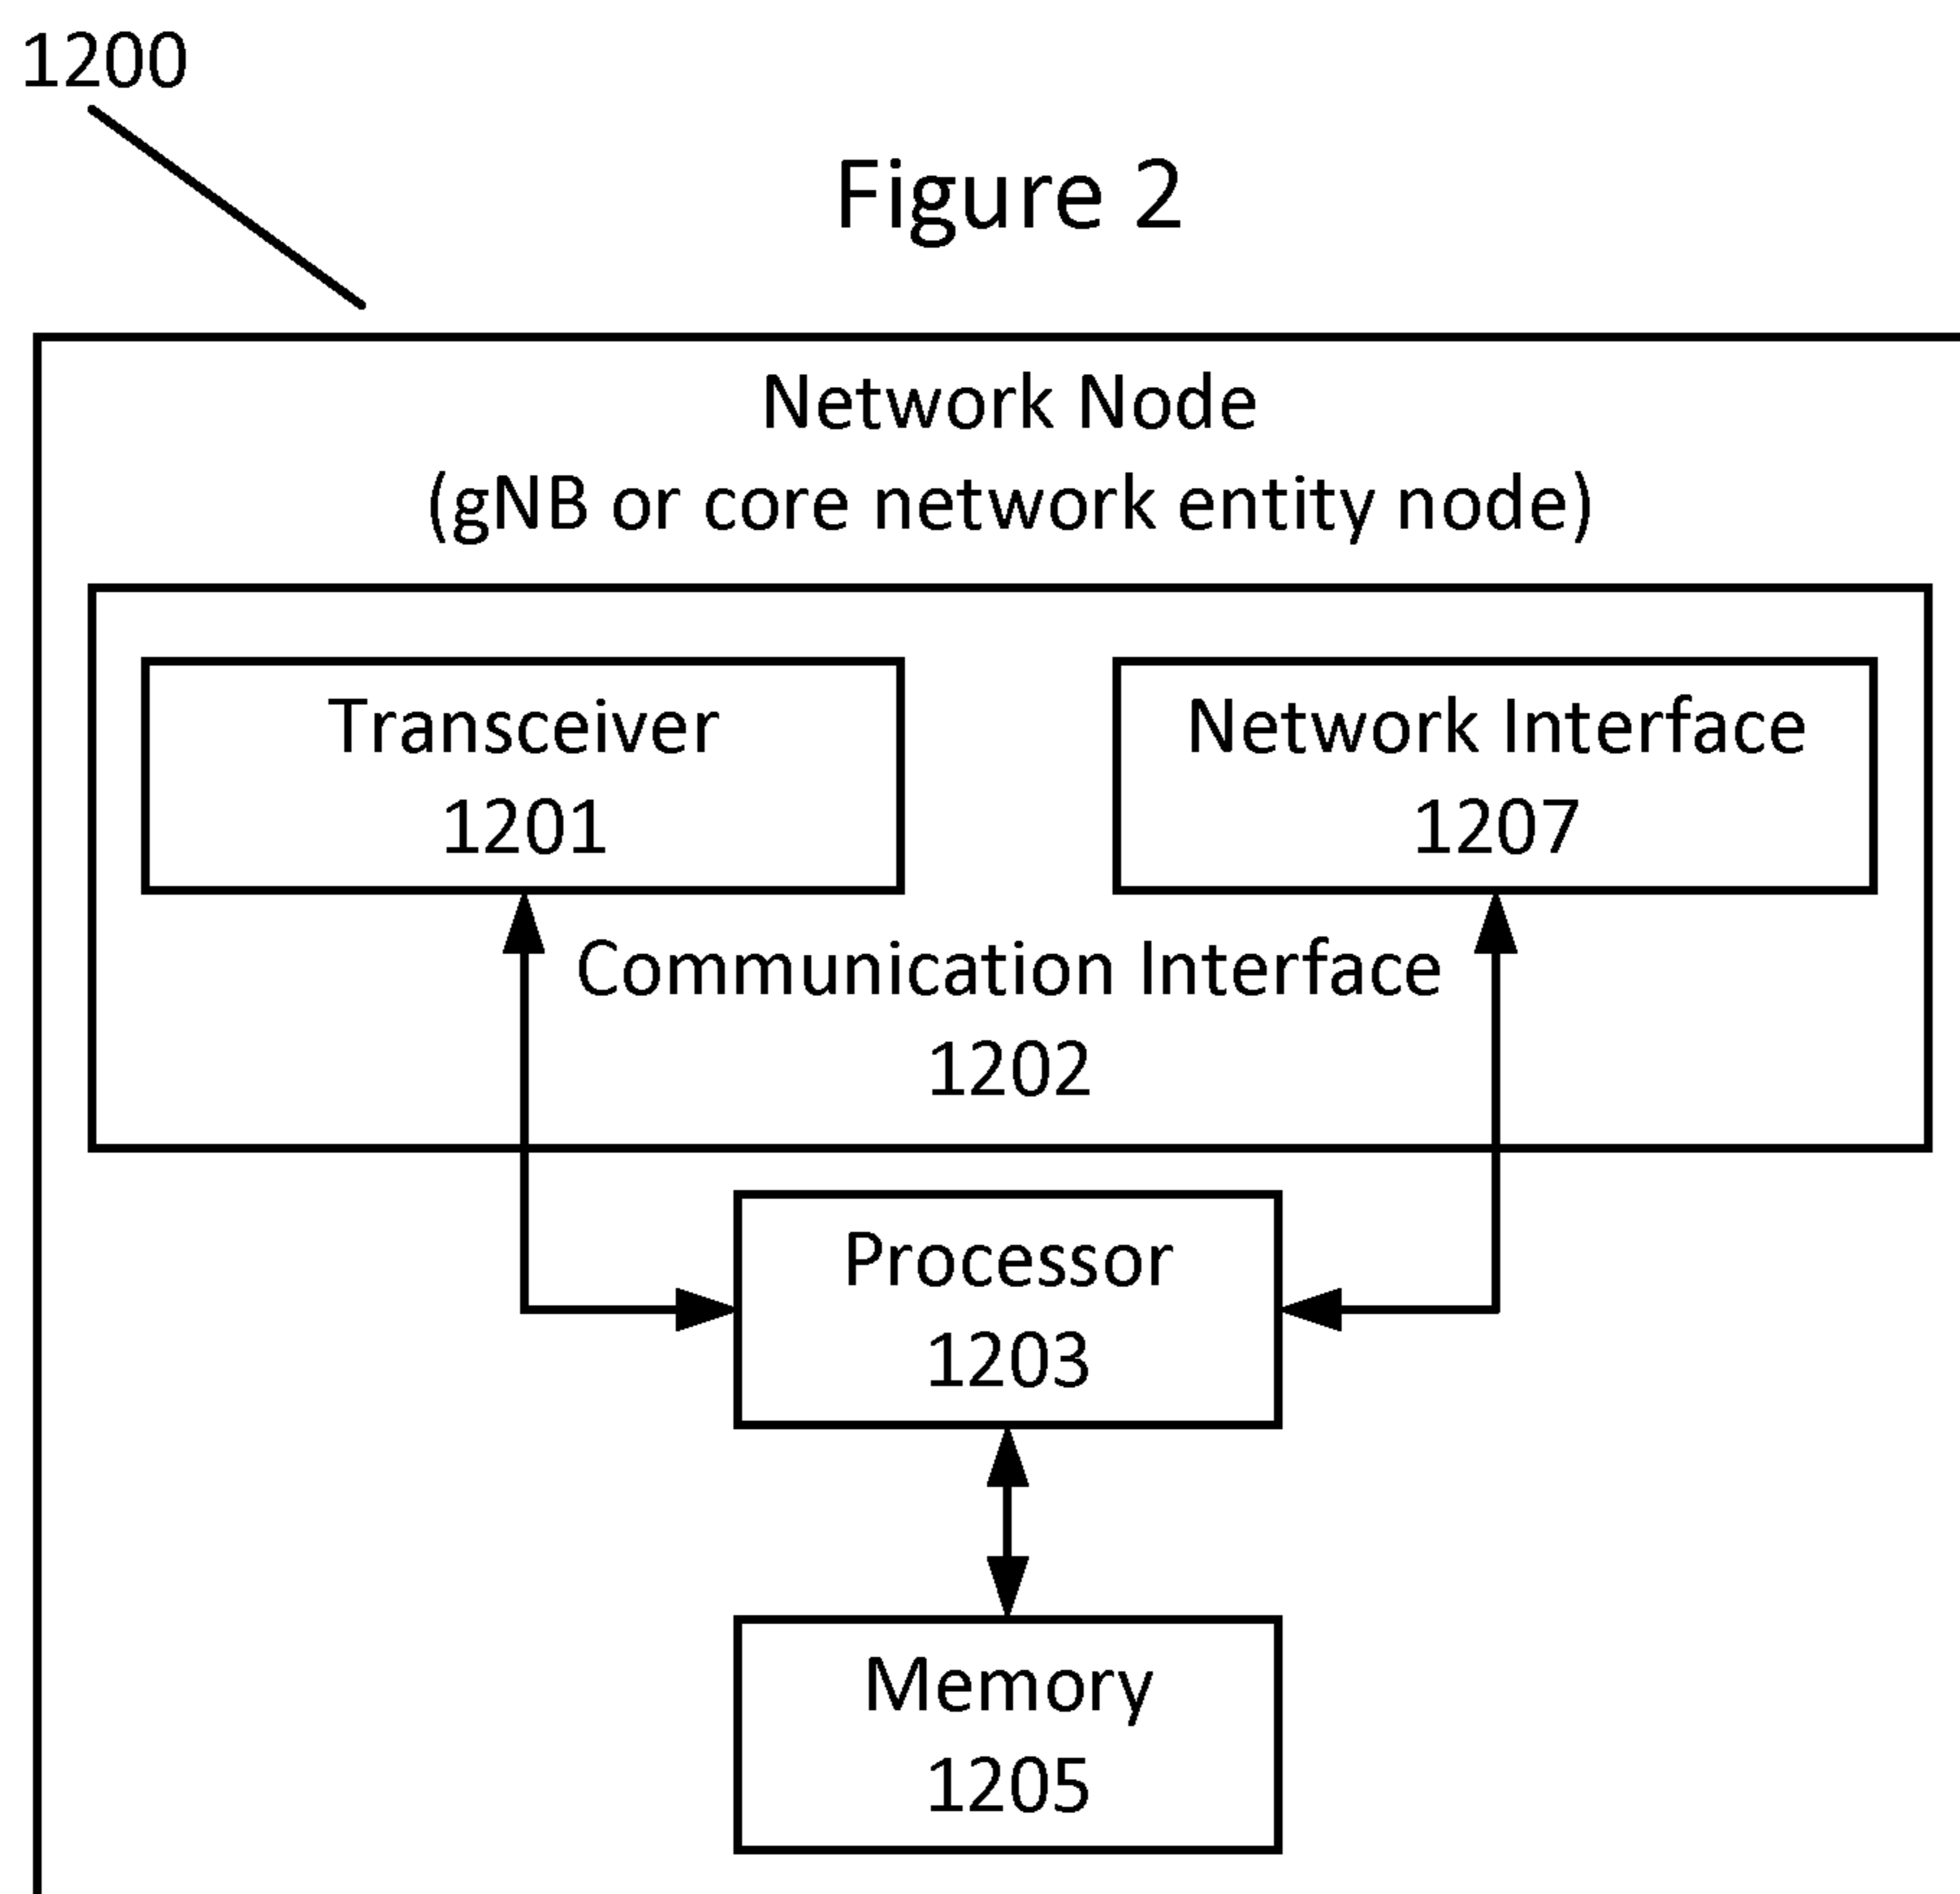 1200
Figure 2
Network Node
(gNB or core network entity node)
Transceiver
1201
Network Interface
1207
Communication Interface
1202
Processor
1203
Memory
1205